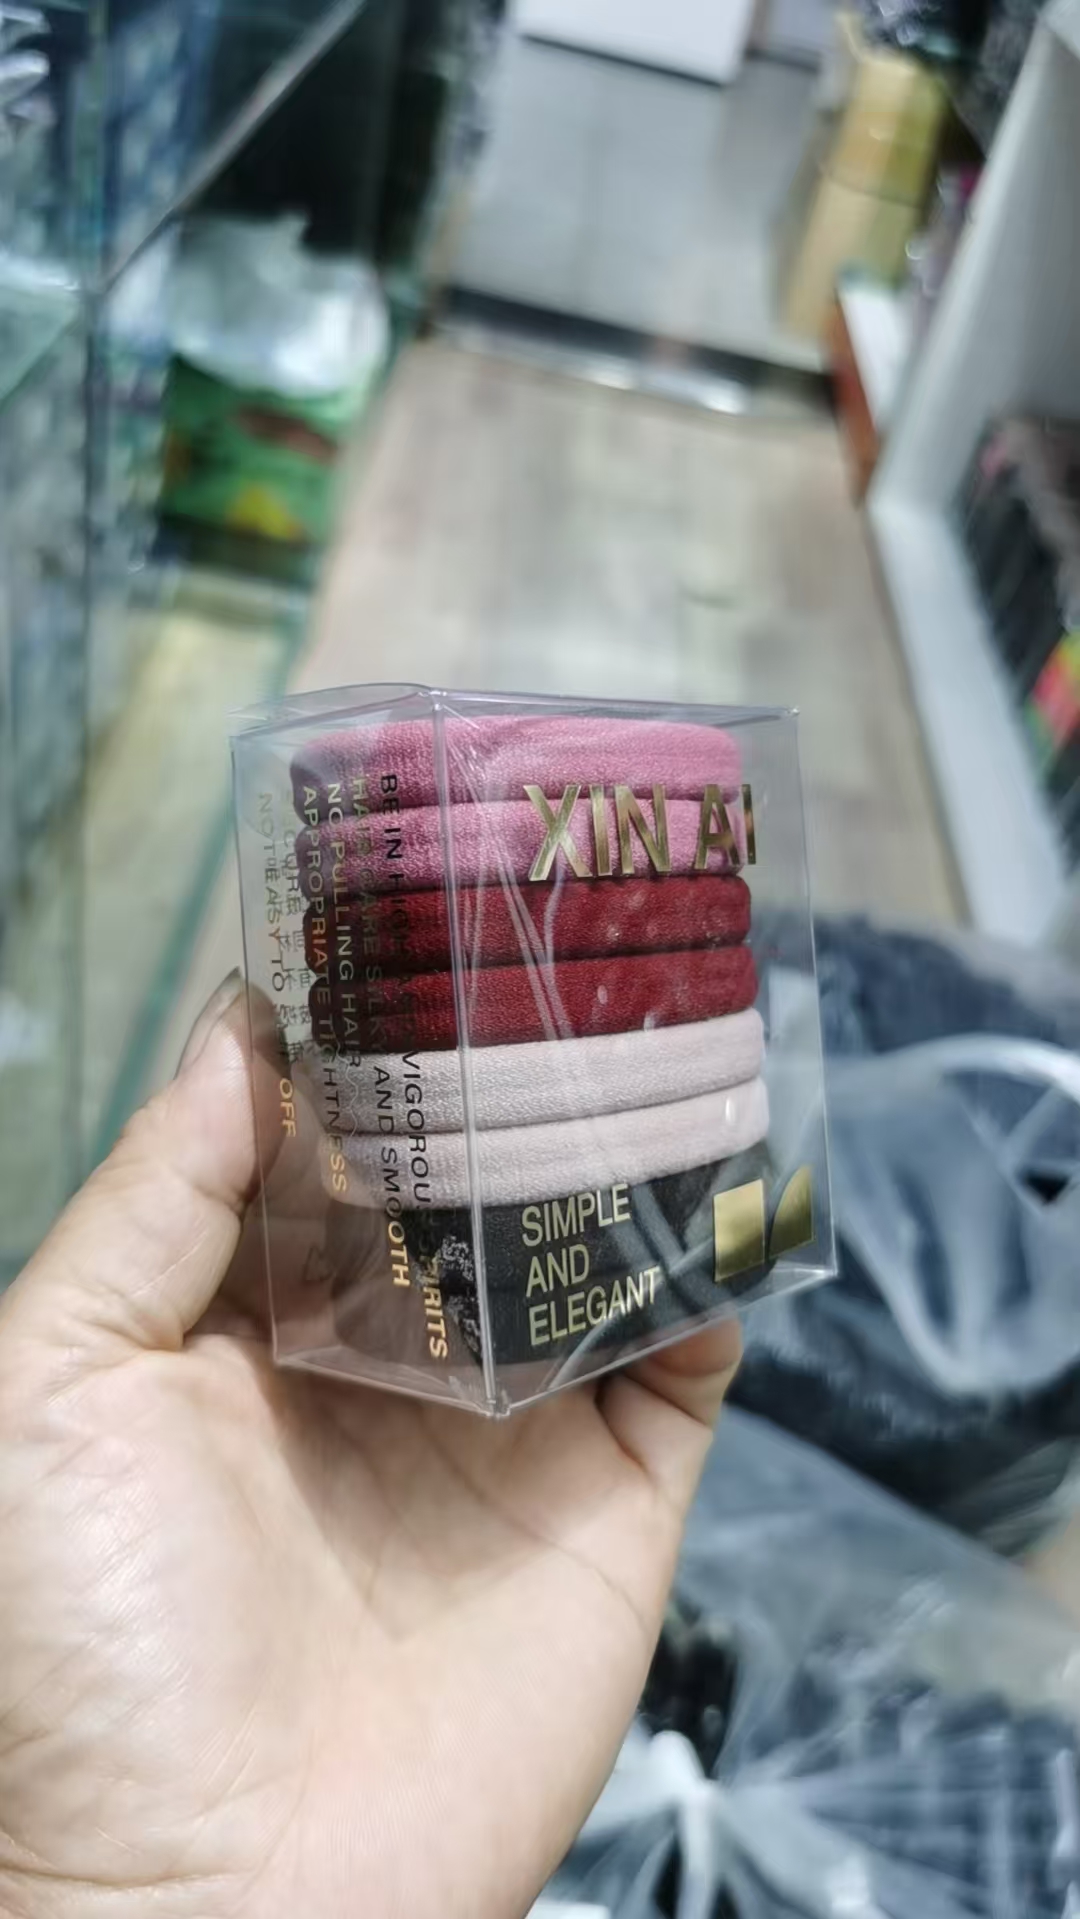 XIN AI
SIMPLE
AND
ELEGANT
BE IN HIGH VIGOROUS SPIRITS
HAIR CARE SILKY AND SMOOTH
NO PULLING HAIR
APPROPRIATE TIGHTNESS
NOT EASY TO OFF